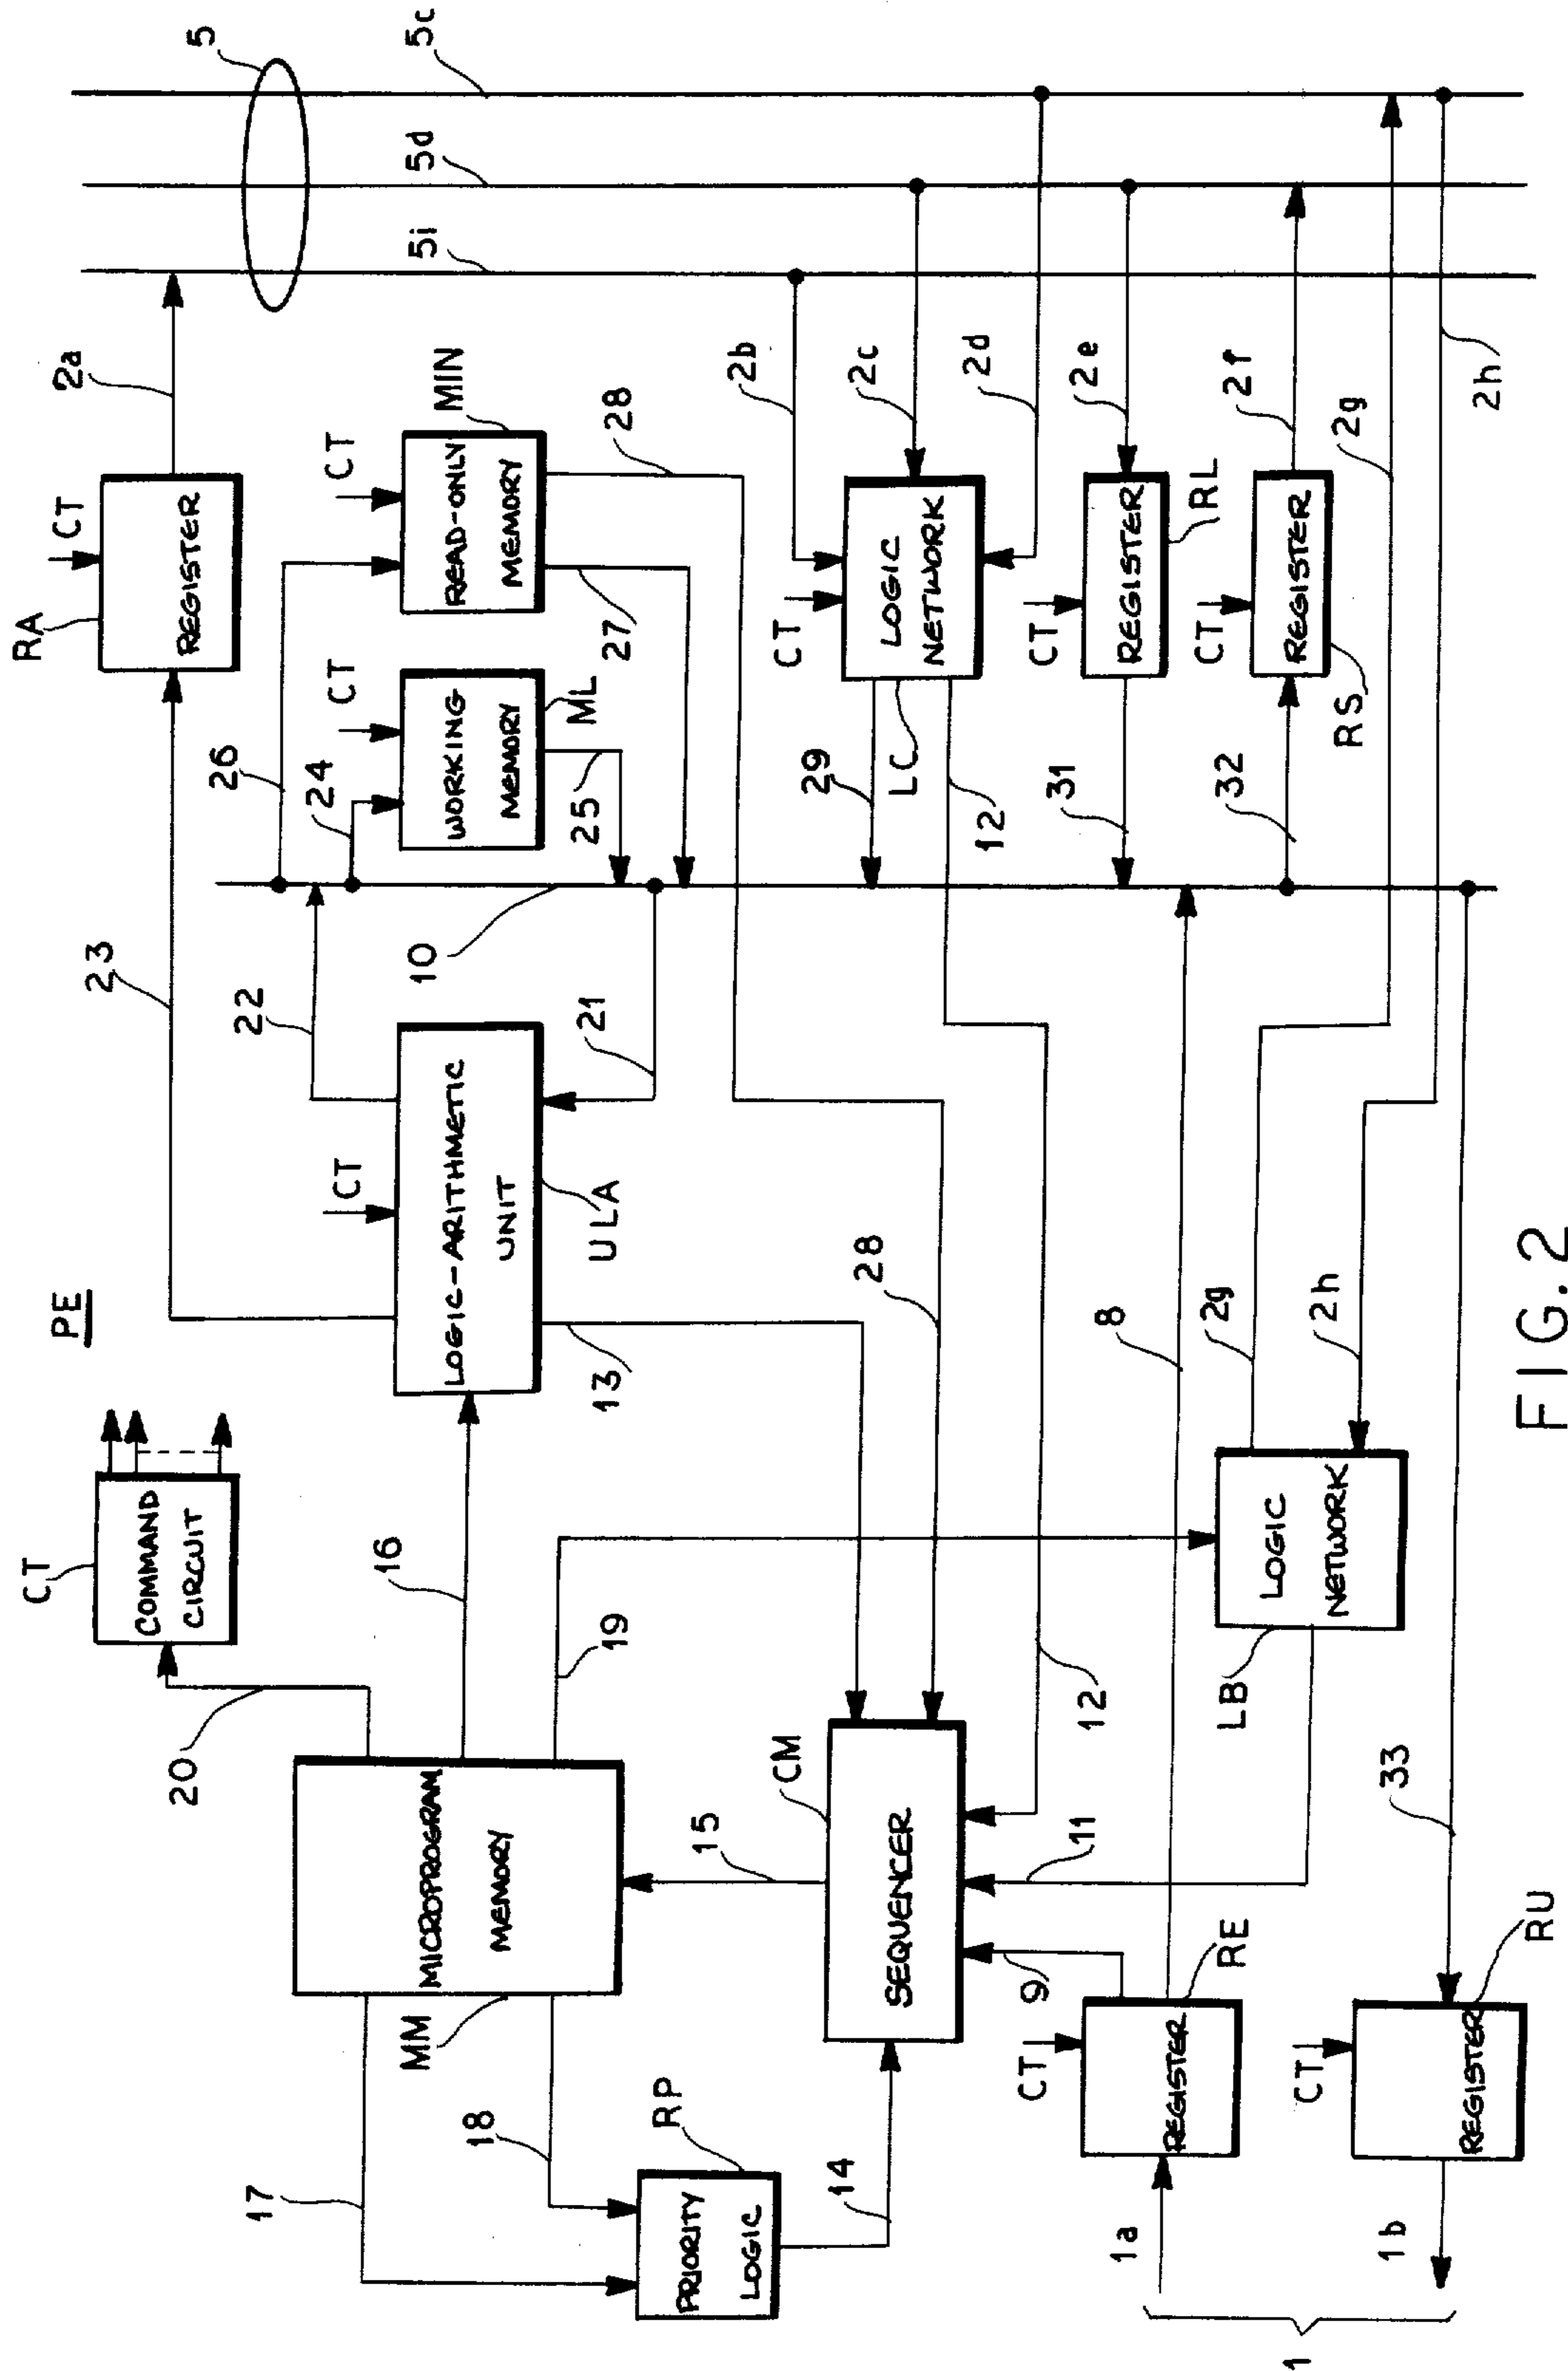 PE
CT
COMMAND
CIRCUIT
RA
CT
REGISTER
2a
5
20
23
17
MICROPROGRAM
MEMORY
MM
16
CT
LOGIC-ARITHMETIC
UNIT
ULA
22
26
24
CT
WORKING
MEMORY
ML
25
CT
READ-ONLY
MEMORY
MIN
27
28
5i
5d
5c
18
19
13
21
10
RP
PRIORITY
LOGIC
14
15
CM
SEQUENCER
28
29
CT
LOGIC
NETWORK
LC
12
2b
2c
2d
9
11
12
CT
REGISTER
RE
1a
8
31
CT
REGISTER
RL
2e
LB
LOGIC
NETWORK
2g
2h
32
CT
REGISTER
RS
2f
2g
2h
CT
REGISTER
RU
1b
33
1
FIG. 2